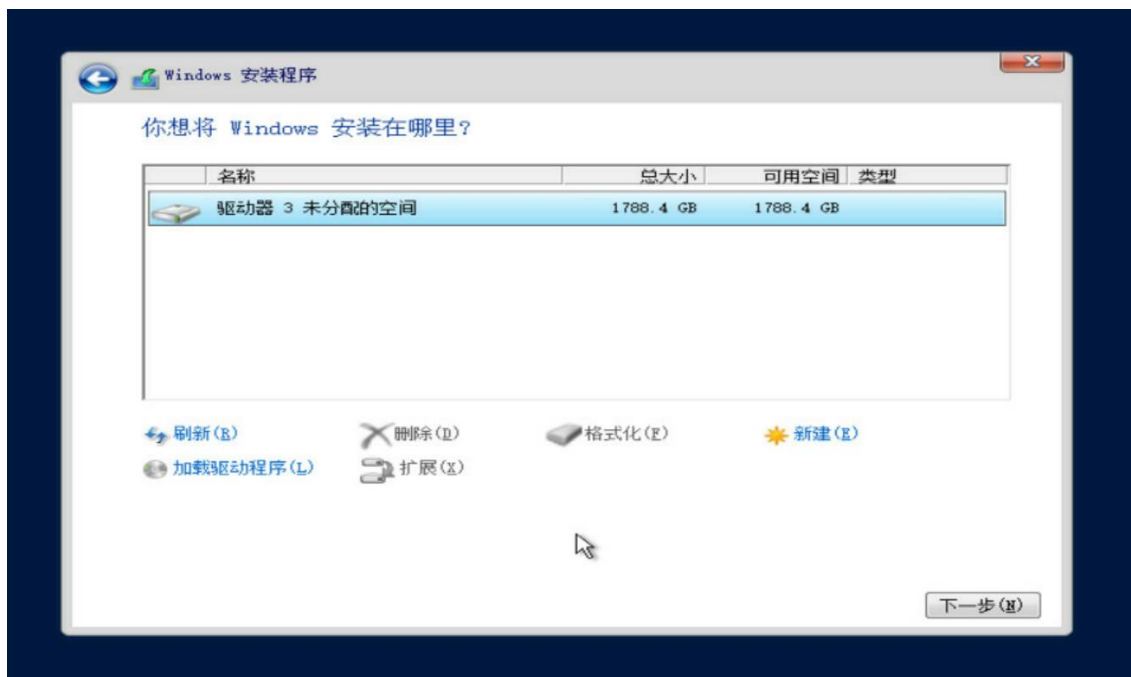 Windows 安装程序
你想将 Windows 安装在哪里?
名称 总大小 可用空间 类型
驱动器 3 未分配的空间 1788.4 GB 1788.4 GB
刷新(R) 删除(D) 格式化(F) 新建(E)
加载驱动程序(L) 扩展(X)
下一步(N)